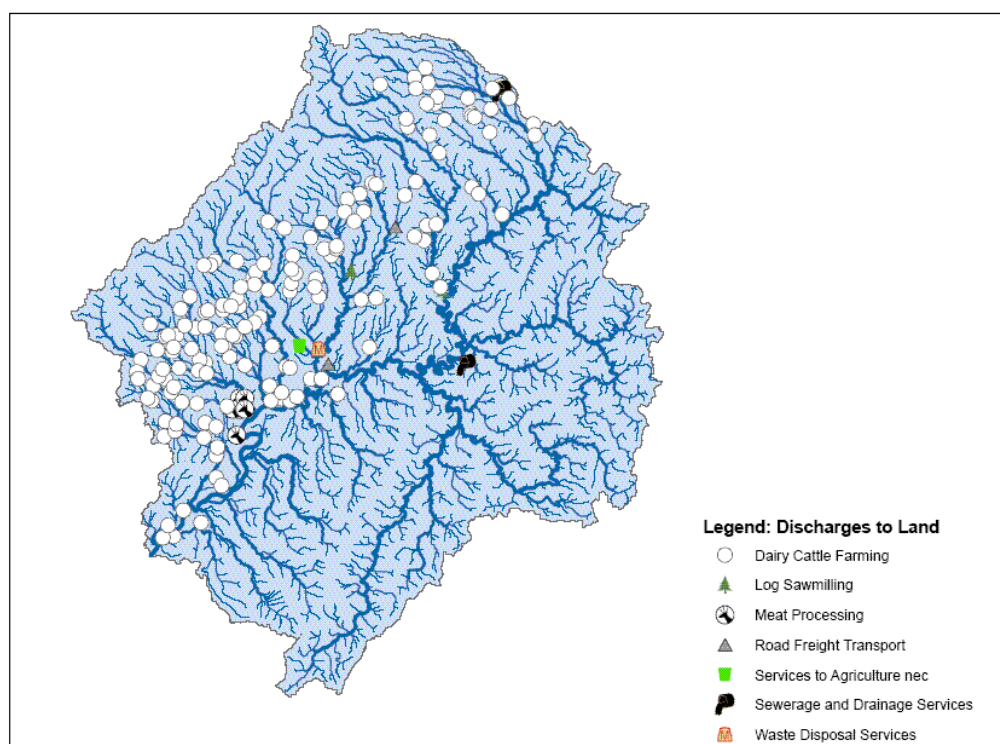 Legend: Discharges to Land
Dairy Cattle Farming
Log Sawmilling
Meat Processing
Road Freight Transport
Services to Agriculture nec
Sewerage and Drainage Services
Waste Disposal Services